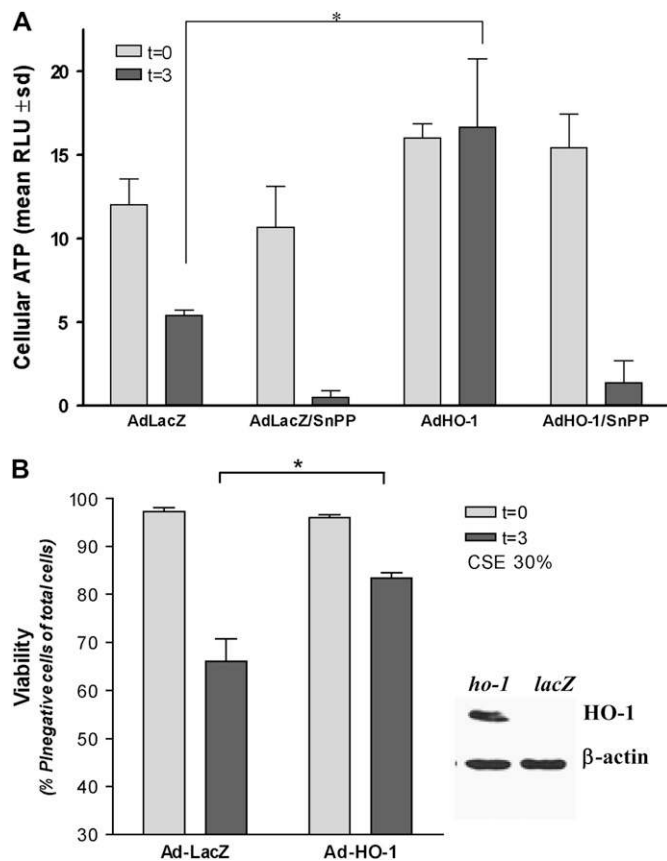 A
*
t=0
t=3
Cellular ATP (mean RLU ±sd)
20
15
10
5
0
AdLacZ AdLacZ/SnPP AdHO-1 AdHO-1/SnPP
B
*
t=0
t=3
CSE 30%
Viability
(% PInegative cells of total cells)
100
90
80
70
60
50
40
30
Ad-LacZ Ad-HO-1
ho-1 lacZ
HO-1
β-actin